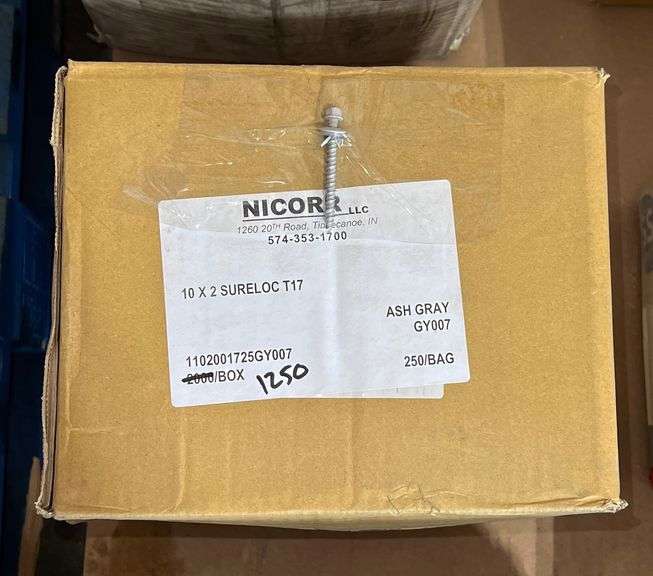 NICORR LLC
1260 20TH Road, Tippecanoe, IN
574-353-1700
10 X 2 SURELOC T17
ASH GRAY
GY007
1102001725GY007
2000/BOX 1250
250/BAG